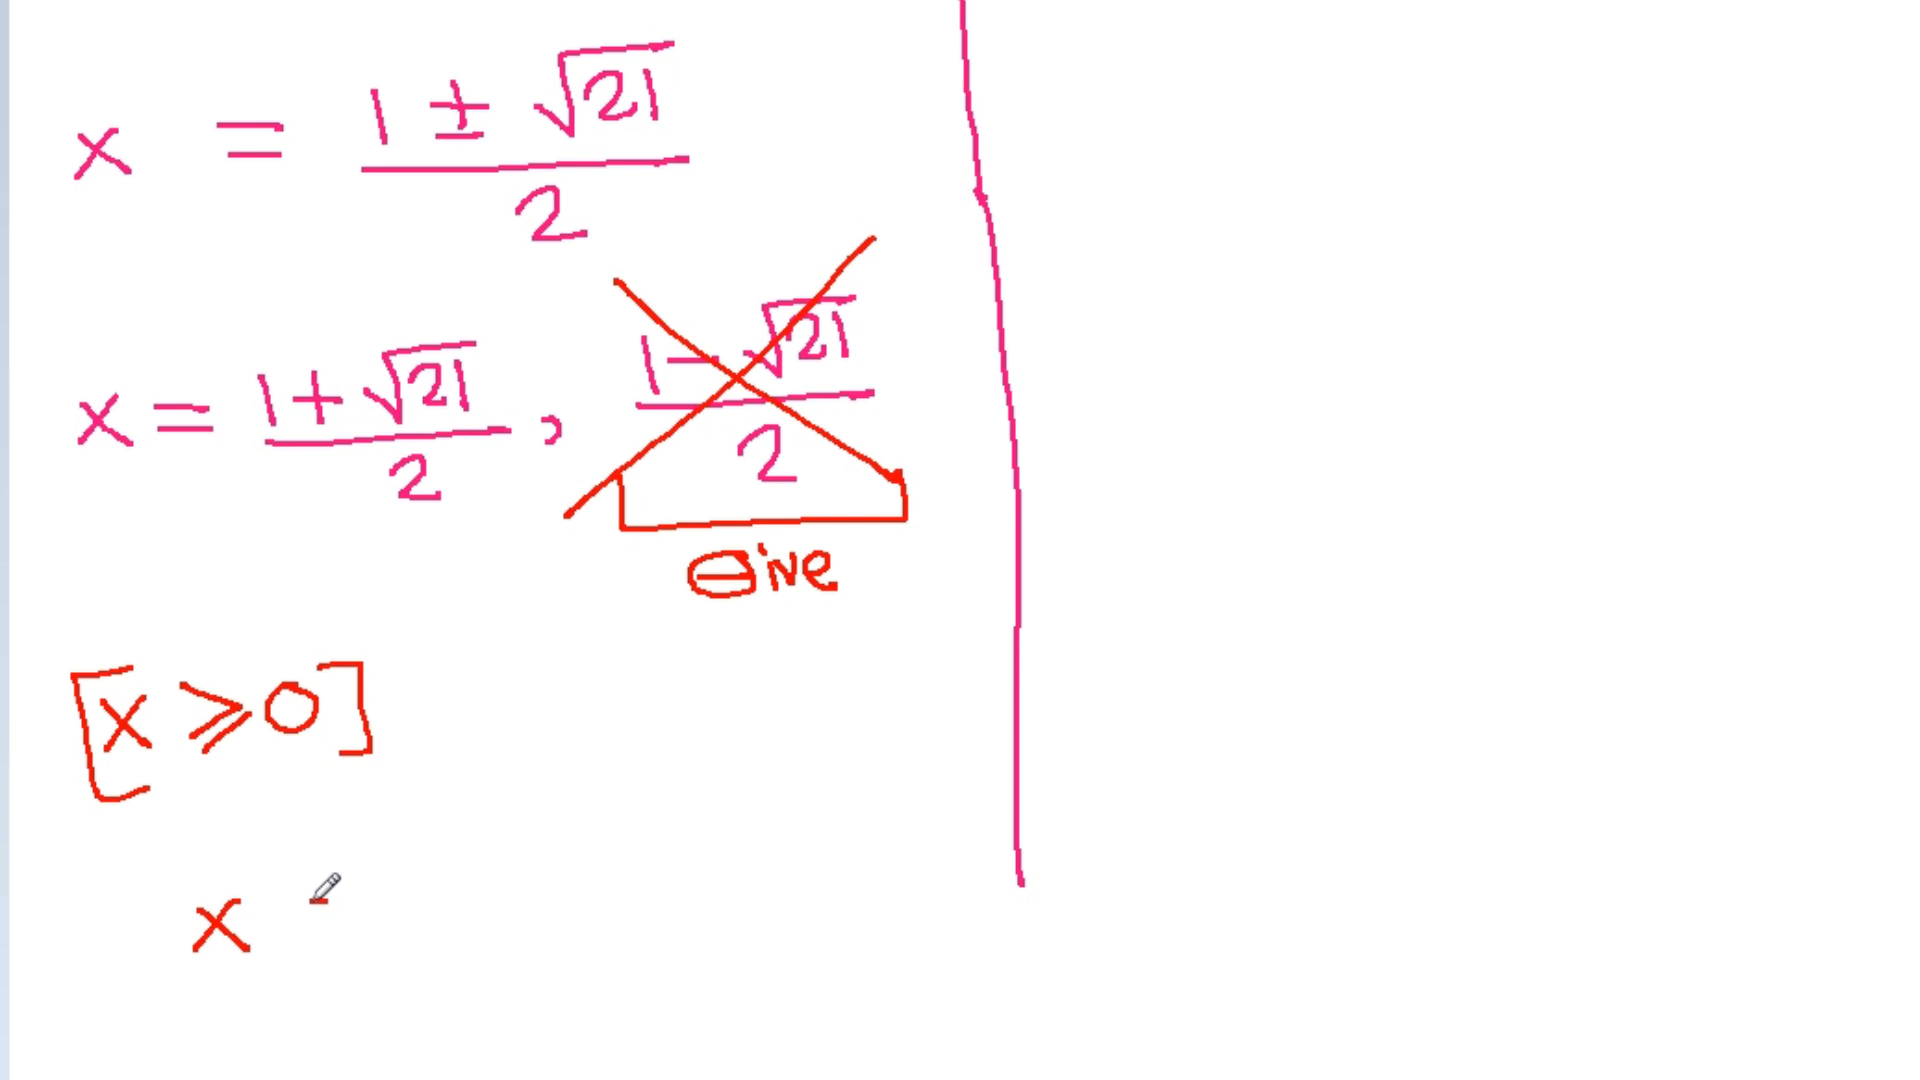 x = (1 ± √21) / 2
x = (1 + √21) / 2 , (1 - √21) / 2
⊖ive
[x ⩾ 0]
x